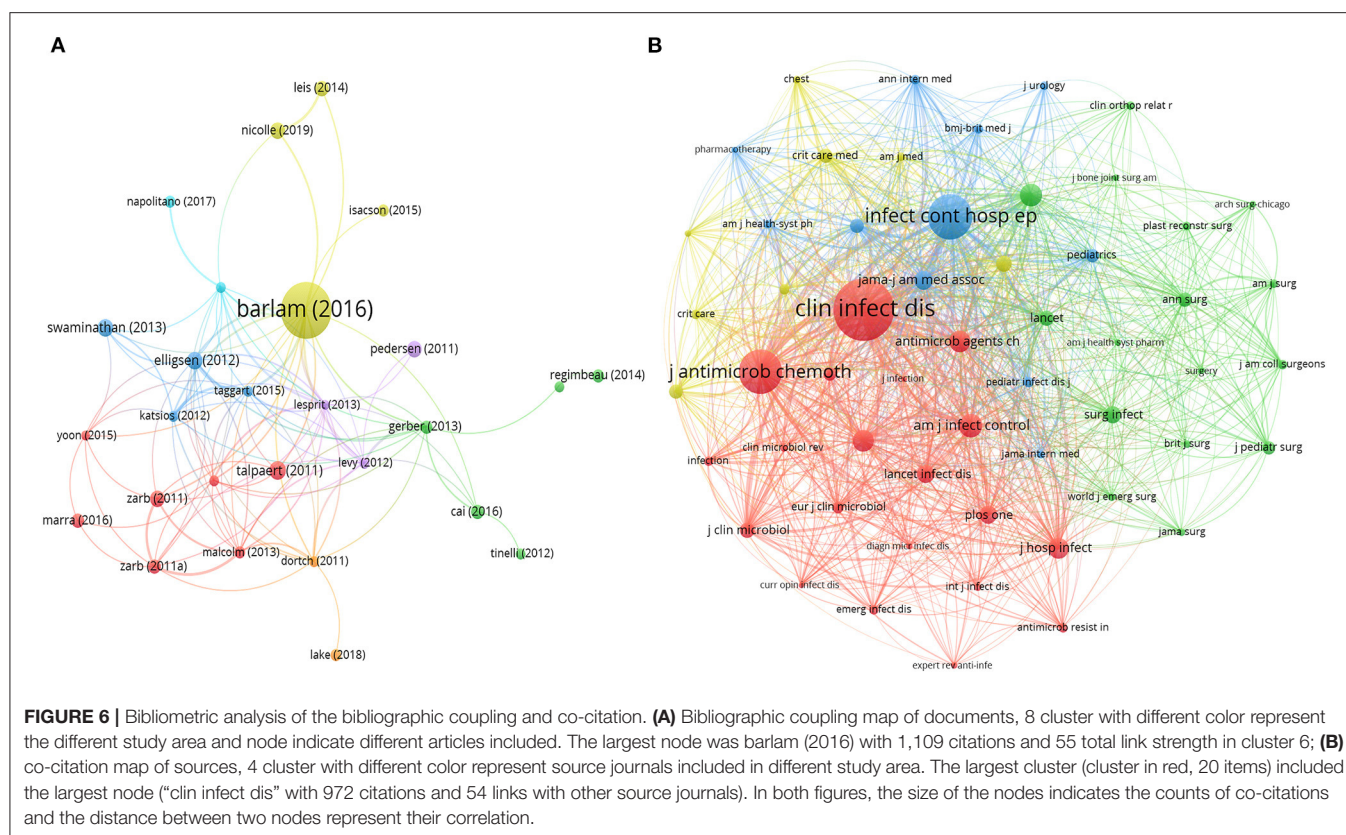 A
B
leis (2014)
nicolle (2019)
napolitano (2017)
isacson (2015)
barlam (2016)
swaminathan (2013)
elligsen (2012)
pedersen (2011)
regimbeau (2014)
taggart (2015)
lesprit (2013)
katsios (2012)
gerber (2013)
yoon (2015)
levy (2012)
talpaert (2011)
zarb (2011)
marra (2016)
cai (2016)
malcolm (2013)
zarb (2011a)
dortch (2011)
tinelli (2012)
lake (2018)
chest
ann intern med
j urology
clin orthop relat r
bmj-brit med j
pharmacotherapy
crit care med
am j med
j bone joint surg am
arch surg-chicago
infect cont hosp ep
am j health-syst ph
plast reconstr surg
pediatrics
jama-j am med assoc
am j surg
ann surg
clin infect dis
crit care
lancet
antimicrob agents ch
am j health syst pharm
j am coll surgeons
j antimicrob chemoth
j infection
pediatr infect dis j
surgery
surg infect
am j infect control
clin microbiol rev
brit j surg
j pediatr surg
infection
jama intern med
lancet infect dis
world j emerg surg
eur j clin microbiol
plos one
j clin microbiol
jama surg
diagn micr infec dis
j hosp infect
curr opin infect dis
int j infect dis
emerg infect dis
antimicrob resist in
expert rev anti-infe
FIGURE 6 | Bibliometric analysis of the bibliographic coupling and co-citation. (A) Bibliographic coupling map of documents, 8 cluster with different color represent
the different study area and node indicate different articles included. The largest node was barlam (2016) with 1,109 citations and 55 total link strength in cluster 6; (B)
co-citation map of sources, 4 cluster with different color represent source journals included in different study area. The largest cluster (cluster in red, 20 items) included
the largest node (“clin infect dis” with 972 citations and 54 links with other source journals). In both figures, the size of the nodes indicates the counts of co-citations
and the distance between two nodes represent their correlation.